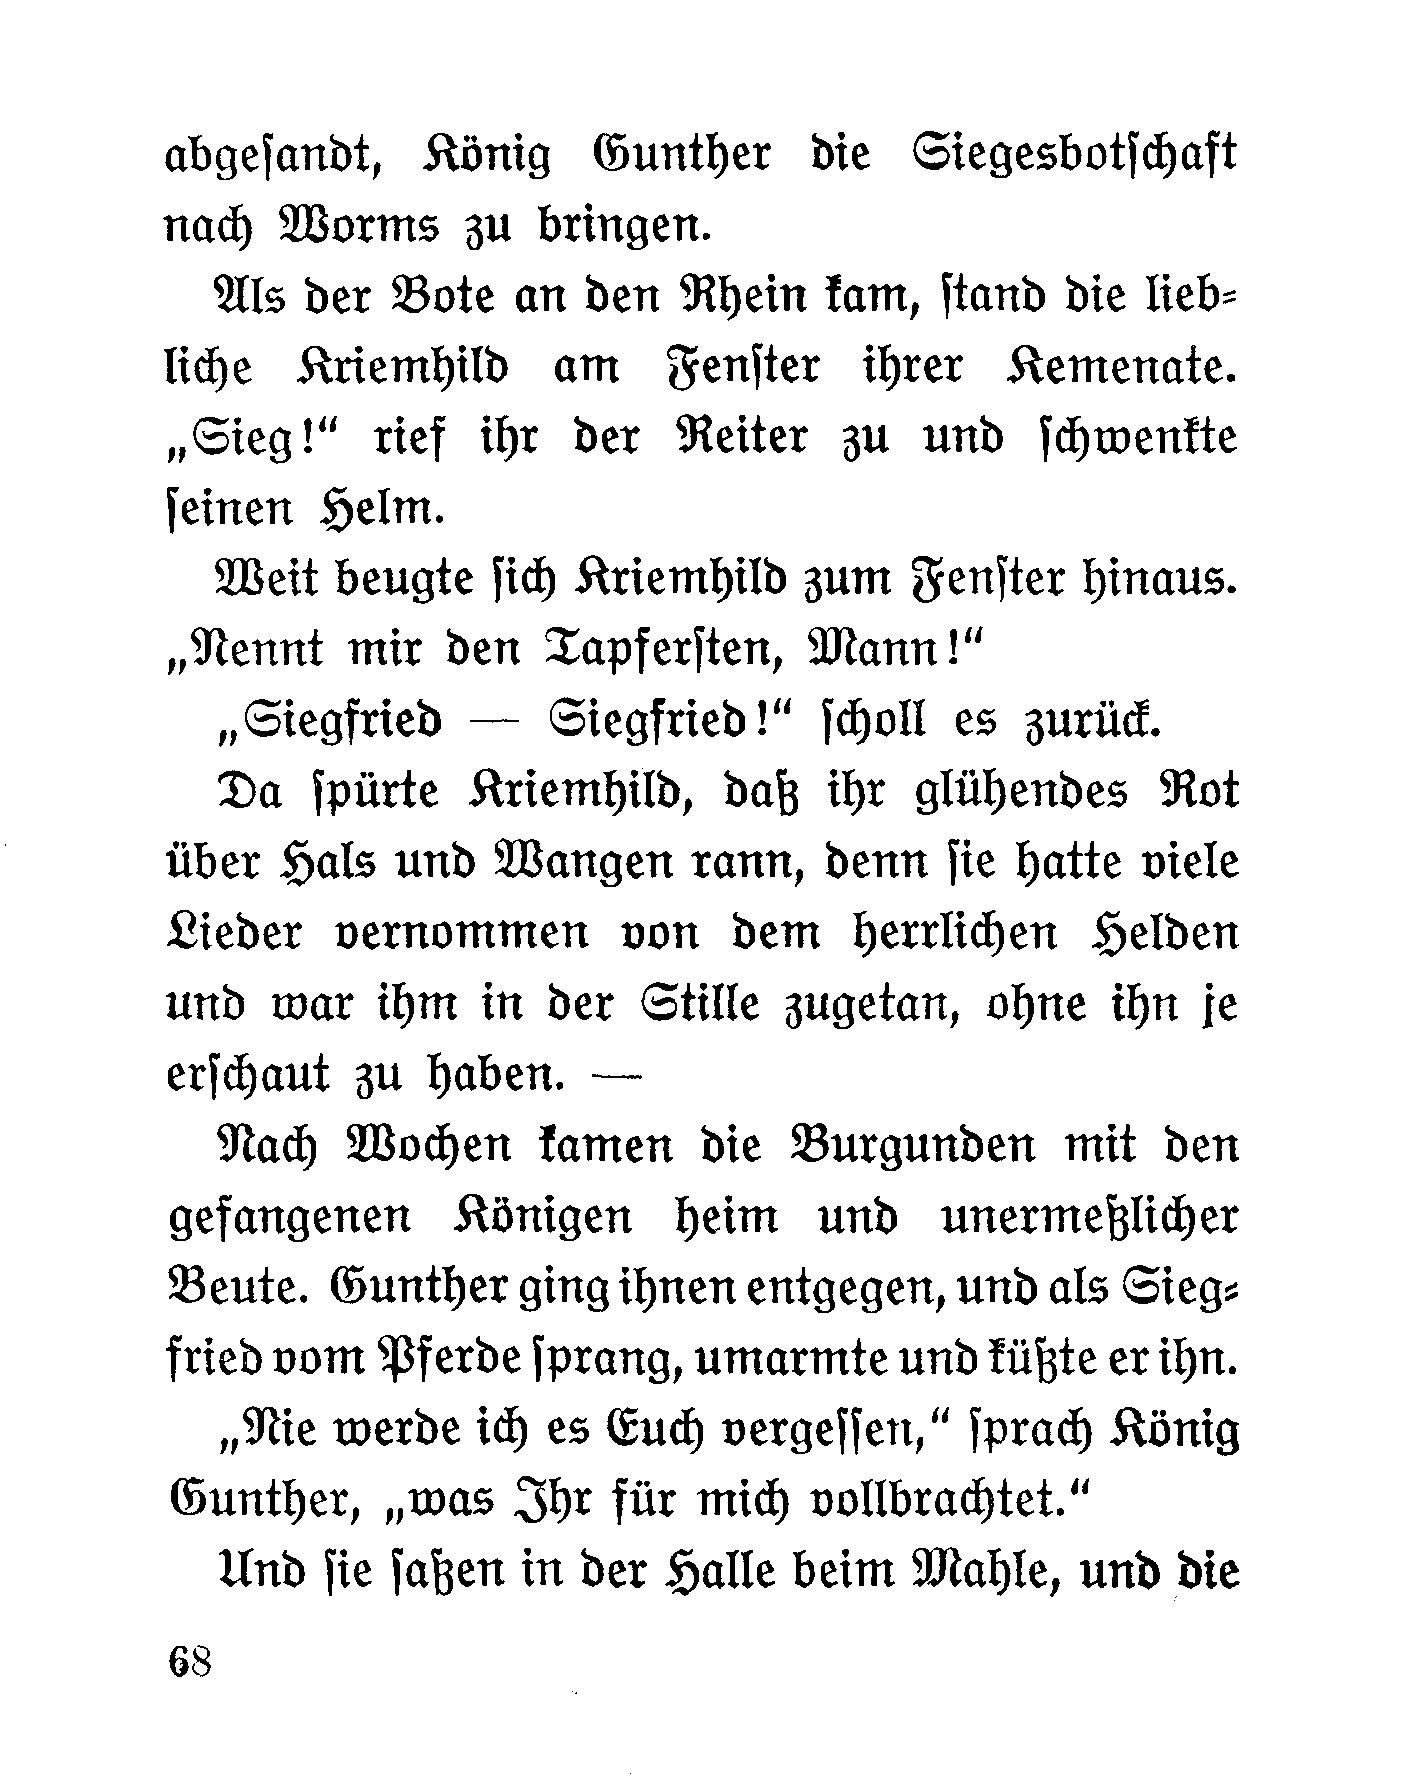 abgeſandt, König Gunther die Siegesbotſchaft
nach Worms zu bringen.
Als der Bote an den Rhein kam, ſtand die lieb⸗
liche Kriemhild am Fenſter ihrer Kemenate.
„Sieg!“ rief ihr der Reiter zu und ſchwenkte
ſeinen Helm.
Weit beugte ſich Kriemhild zum Fenſter hinaus.
„Nennt mir den Tapferſten, Mann!“
„Siegfried — Siegfried!“ ſcholl es zurück.
Da ſpürte Kriemhild, daß ihr glühendes Rot
über Hals und Wangen rann, denn ſie hatte viele
Lieder vernommen von dem herrlichen Helden
und war ihm in der Stille zugetan, ohne ihn je
erſchaut zu haben. —
Nach Wochen kamen die Burgunden mit den
gefangenen Königen heim und unermeßlicher
Beute. Gunther ging ihnen entgegen, und als Sieg⸗
fried vom Pferde ſprang, umarmte und küßte er ihn.
„Nie werde ich es Euch vergeſſen,“ ſprach König
Gunther, „was Ihr für mich vollbrachtet.“
Und ſie ſaßen in der Halle beim Mahle, und die
68